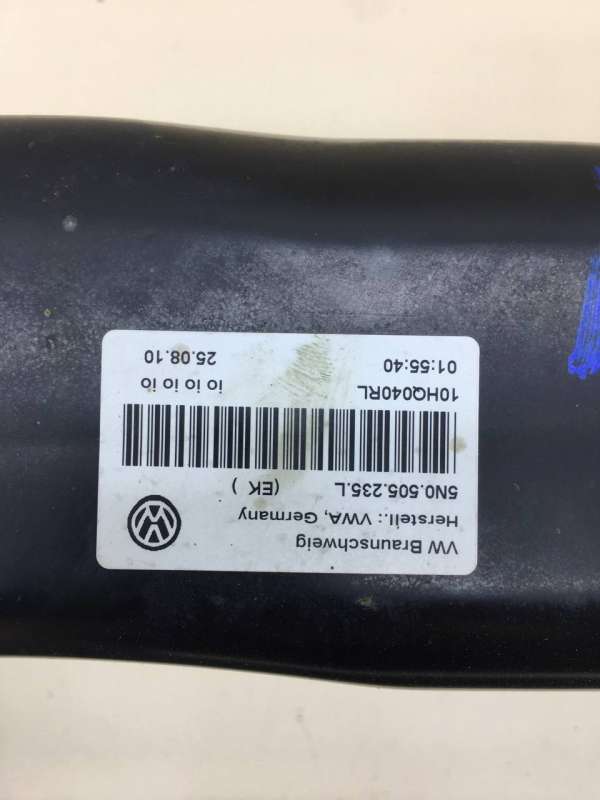 VW Braunschweig
Herstell.: VWA, Germany
5N0.505.235.L (EK )
10HQ040RL io io io io
01:55:40 25.08.10